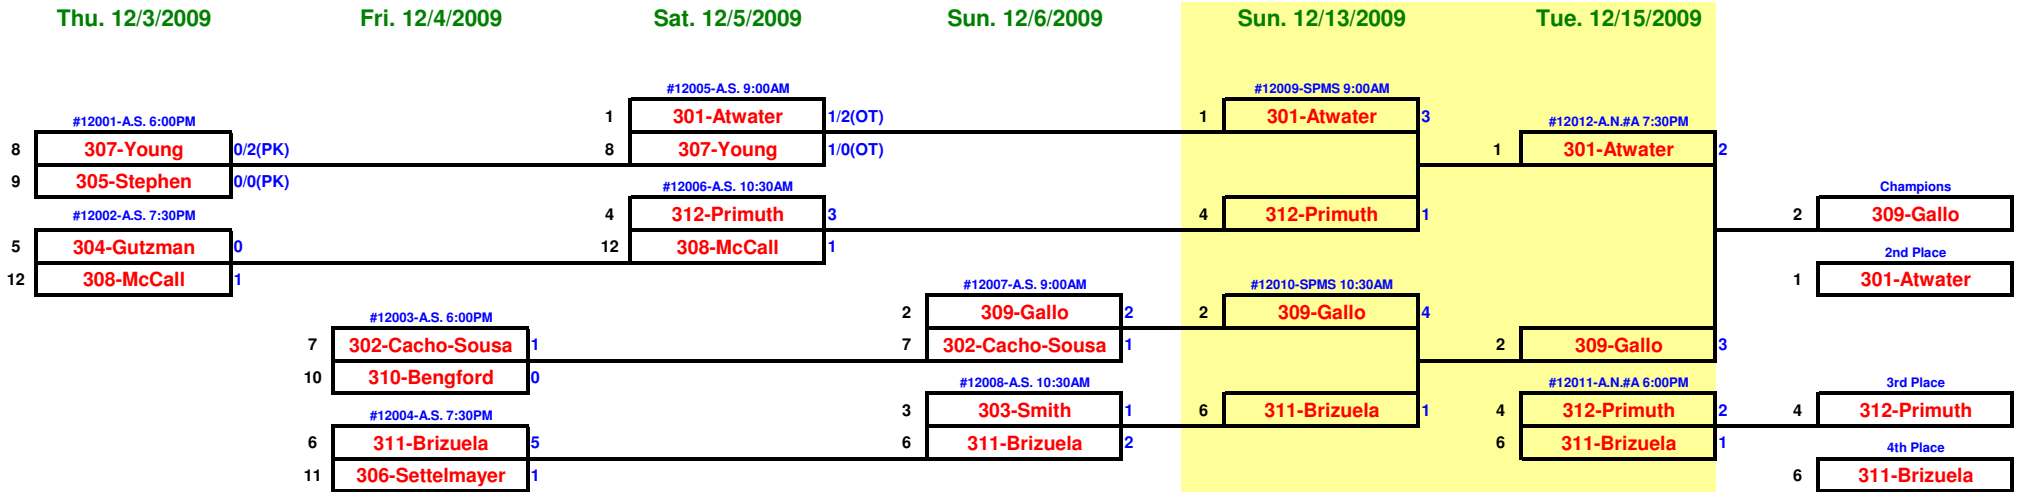 Thu. 12/3/2009 Fri. 12/4/2009 Sat. 12/5/2009 Sun. 12/6/2009 Sun. 12/13/2009 Tue. 12/15/2009
#12005-A.S. 9:00AM #12009-SPMS 9:00AM
1 301-Atwater 1/2(OT) 1 301-Atwater 3
#12001-A.S. 6:00PM #12012-A.N.#A 7:30PM
8 307-Young 0/2(PK) 8 307-Young 1/0(OT) 1 301-Atwater 2
9 305-Stephen 0/0(PK)
#12006-A.S. 10:30AM Champions
#12002-A.S. 7:30PM 4 312-Primuth 3 4 312-Primuth 1 2 309-Gallo
5 304-Gutzman 0 12 308-McCall 1
2nd Place
12 308-McCall 1 1 301-Atwater
#12007-A.S. 9:00AM #12010-SPMS 10:30AM
2 309-Gallo 2 2 309-Gallo 4
#12003-A.S. 6:00PM
7 302-Cacho-Sousa 1 7 302-Cacho-Sousa 1 2 309-Gallo 3
10 310-Bengford 0
#12008-A.S. 10:30AM #12011-A.N.#A 6:00PM 3rd Place
3 303-Smith 1 6 311-Brizuela 1 4 312-Primuth 2 4 312-Primuth
#12004-A.S. 7:30PM
6 311-Brizuela 5 6 311-Brizuela 2 6 311-Brizuela 1
4th Place
11 306-Settelmayer 1 6 311-Brizuela